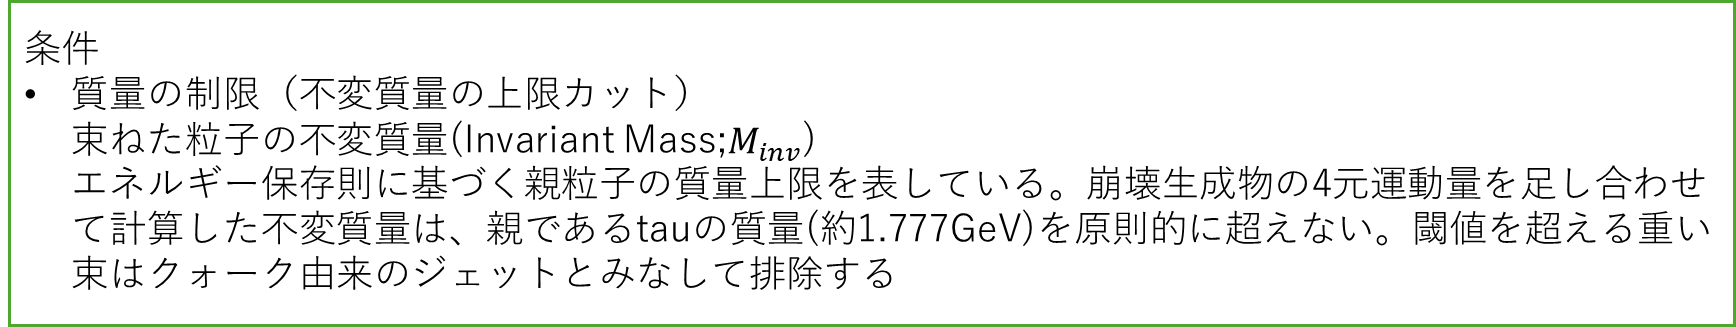 条件
• 質量の制限（不変質量の上限カット）
束ねた粒子の不変質量(Invariant Mass;𝑀𝑖𝑛𝑣)
エネルギー保存則に基づく親粒子の質量上限を表している。崩壊生成物の4元運動量を足し合わせ
て計算した不変質量は、親であるtauの質量(約1.777GeV)を原則的に超えない。閾値を超える重い
束はクォーク由来のジェットとみなして排除する